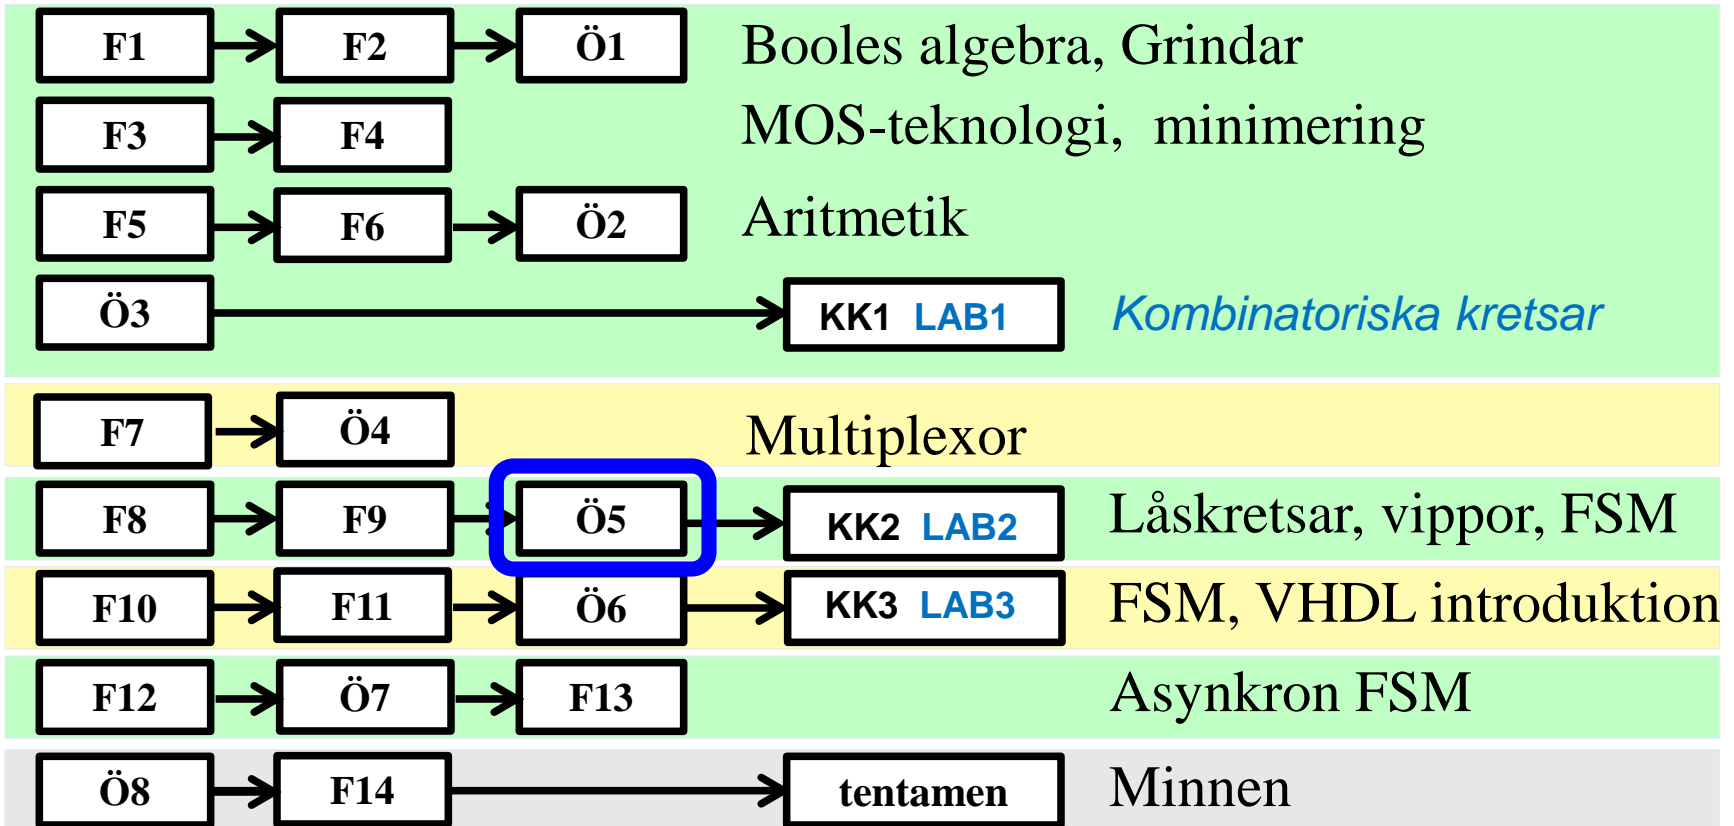 F1 F2 Ö1 Booles algebra, Grindar
F3 F4 MOS-teknologi, minimering
F5 F6 Ö2 Aritmetik
Ö3 KK1 LAB1 Kombinatoriska kretsar
F7 Ö4 Multiplexor
F8 F9 Ö5 KK2 LAB2 Låskretsar, vippor, FSM
F10 F11 Ö6 KK3 LAB3 FSM, VHDL introduktion
F12 Ö7 F13 Asynkron FSM
Ö8 F14 tentamen Minnen